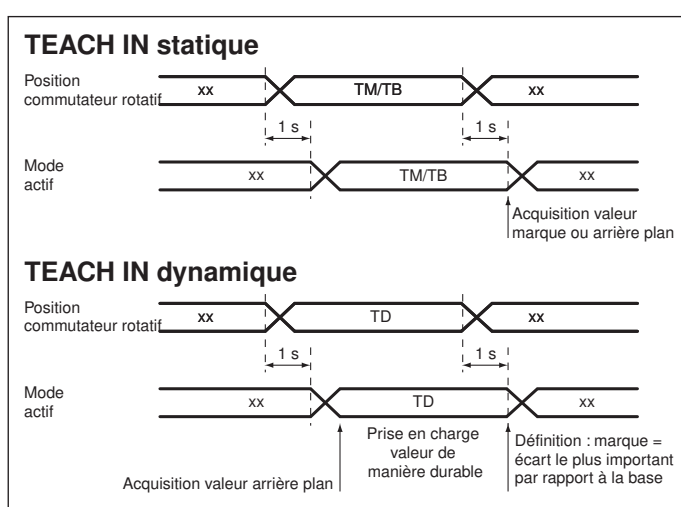 TEACH IN statique
Position
commutateur rotatif
xx TM/TB xx
1 s 1 s
Mode
actif
xx TM/TB xx
Acquisition valeur
marque ou arrière plan
TEACH IN dynamique
Position
commutateur rotatif
xx TD xx
1 s 1 s
Mode
actif
xx TD xx
Prise en charge
valeur de
manière durable
Acquisition valeur arrière plan
Définition : marque =
écart le plus important
par rapport à la base